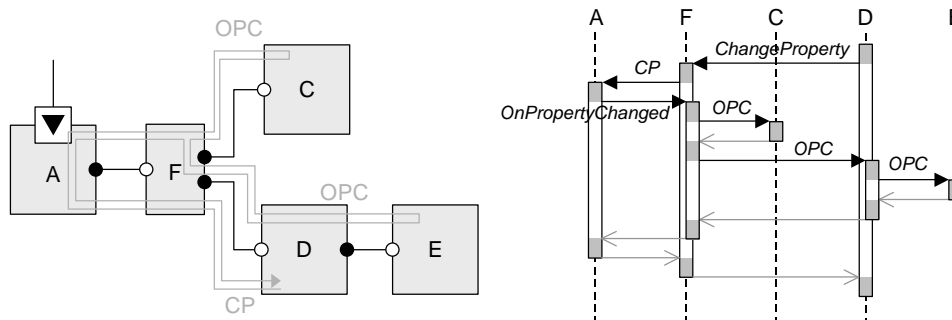 OPC
C
A
F
OPC
D
E
CP
A F C D
ChangeProperty
CP
OnPropertyChanged
OPC
OPC
OPC